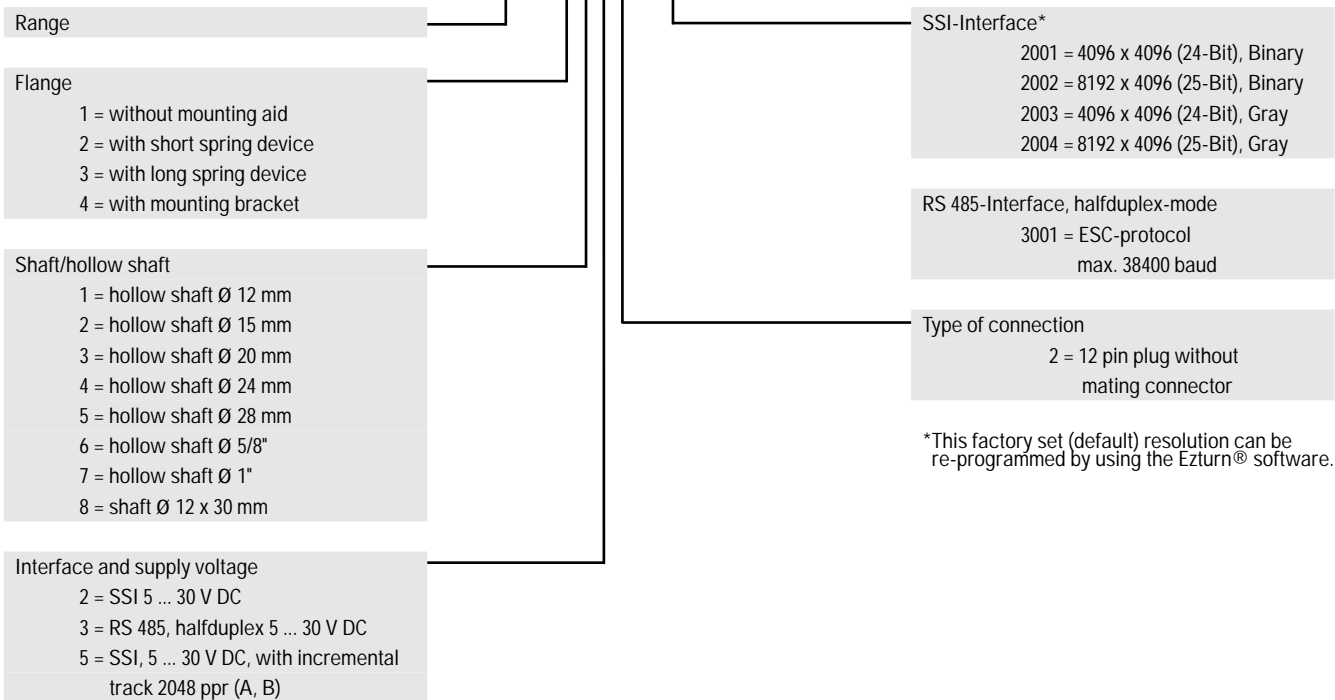 Range
Flange
1 = without mounting aid
2 = with short spring device
3 = with long spring device
4 = with mounting bracket
Shaft/hollow shaft
1 = hollow shaft Ø 12 mm
2 = hollow shaft Ø 15 mm
3 = hollow shaft Ø 20 mm
4 = hollow shaft Ø 24 mm
5 = hollow shaft Ø 28 mm
6 = hollow shaft Ø 5/8"
7 = hollow shaft Ø 1"
8 = shaft Ø 12 x 30 mm
Interface and supply voltage
2 = SSI 5 ... 30 V DC
3 = RS 485, halfduplex 5 ... 30 V DC
5 = SSI, 5 ... 30 V DC, with incremental
track 2048 ppr (A, B)
SSI-Interface*
2001 = 4096 x 4096 (24-Bit), Binary
2002 = 8192 x 4096 (25-Bit), Binary
2003 = 4096 x 4096 (24-Bit), Gray
2004 = 8192 x 4096 (25-Bit), Gray
RS 485-Interface, halfduplex-mode
3001 = ESC-protocol
max. 38400 baud
Type of connection
2 = 12 pin plug without
mating connector
*This factory set (default) resolution can be
re-programmed by using the Ezturn® software.